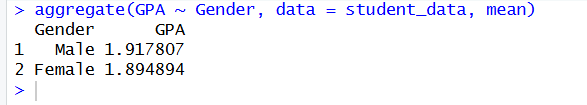 > aggregate(GPA ~ Gender, data = student_data, mean)
  Gender      GPA
1   Male 1.917807
2 Female 1.894894
>